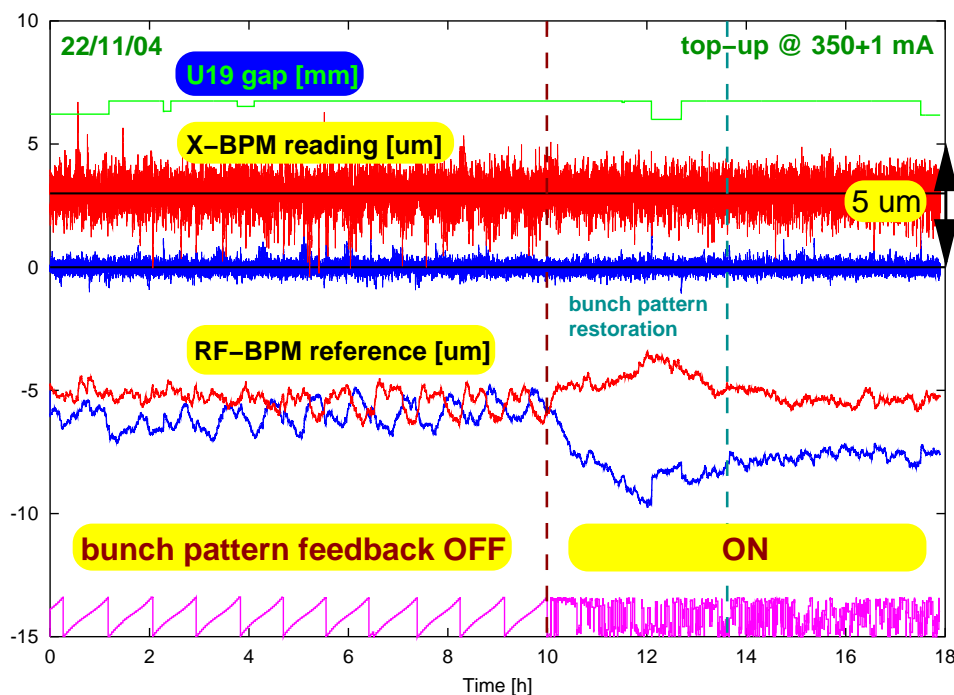 10
22/11/04
top-up @ 350+1 mA
U19 gap [mm]
5
X-BPM reading [um]
5 um
0
bunch pattern
restoration
RF-BPM reference [um]
-5
-10
bunch pattern feedback OFF
ON
-15
0
2
4
6
8
10
12
14
16
18
Time [h]